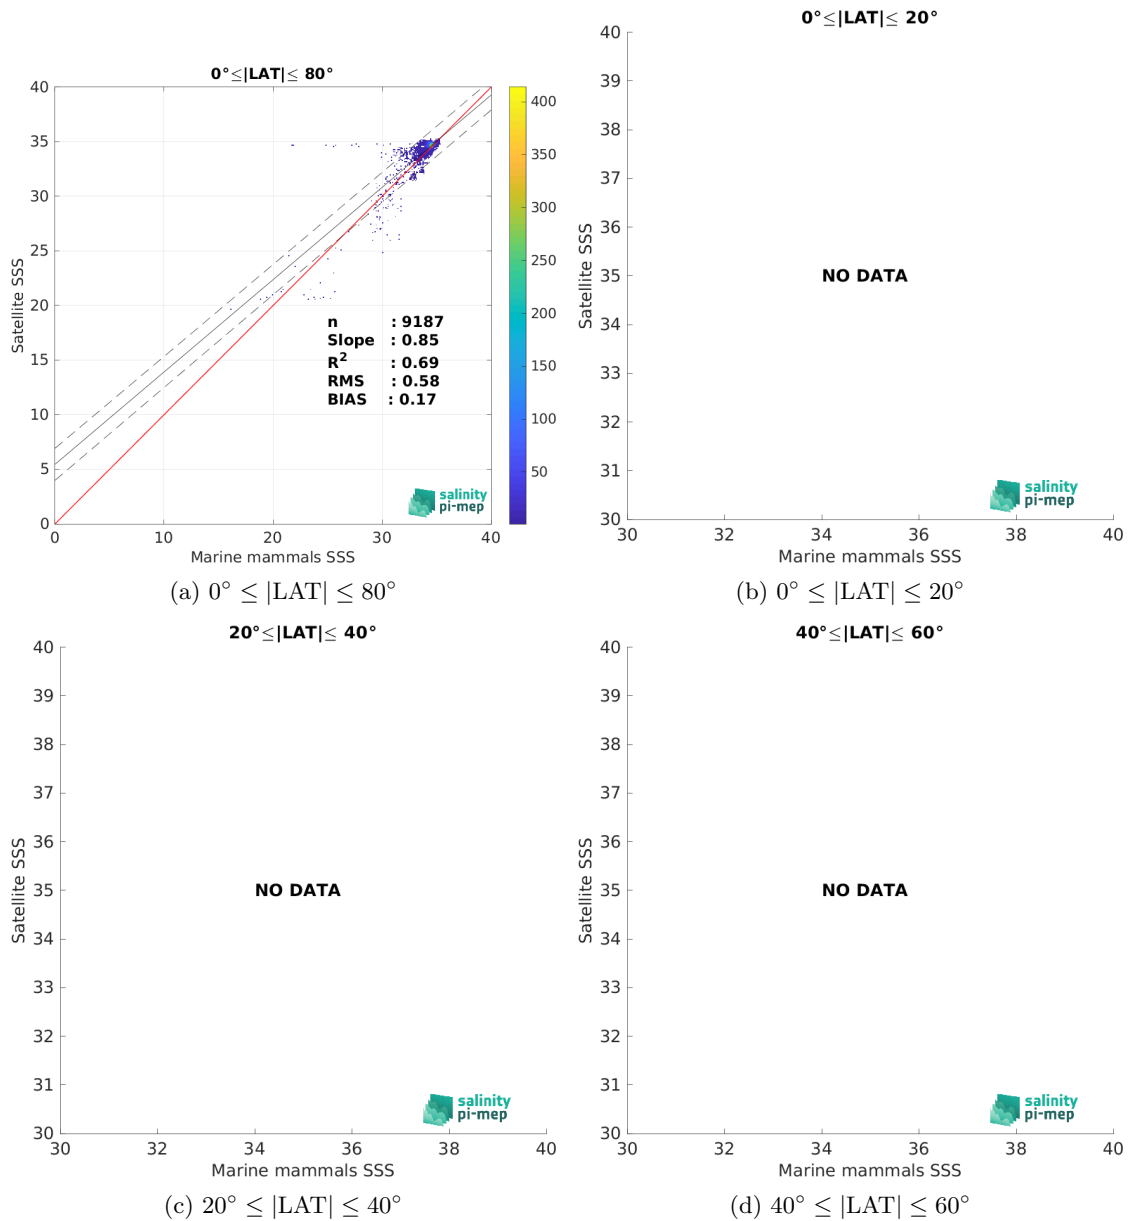 0°≤|LAT|≤ 80°
40
35
30
25
20
15
10
5
0
0
10
20
30
40
Satellite SSS
Marine mammals SSS
n : 9187
Slope : 0.85
R2 : 0.69
RMS : 0.58
BIAS : 0.17
salinity
pi-mep
400
350
300
250
200
150
100
50
(a) 0° ≤ |LAT| ≤ 80°
0°≤|LAT|≤ 20°
40
39
38
37
36
35
34
33
32
31
30
30
32
34
36
38
40
Satellite SSS
NO DATA
Marine mammals SSS
salinity
pi-mep
(b) 0° ≤ |LAT| ≤ 20°
20°≤|LAT|≤ 40°
40
39
38
37
36
35
34
33
32
31
30
30
32
34
36
38
40
Satellite SSS
NO DATA
Marine mammals SSS
salinity
pi-mep
(c) 20° ≤ |LAT| ≤ 40°
40°≤|LAT|≤ 60°
40
39
38
37
36
35
34
33
32
31
30
30
32
34
36
38
40
Satellite SSS
NO DATA
Marine mammals SSS
salinity
pi-mep
(d) 40° ≤ |LAT| ≤ 60°